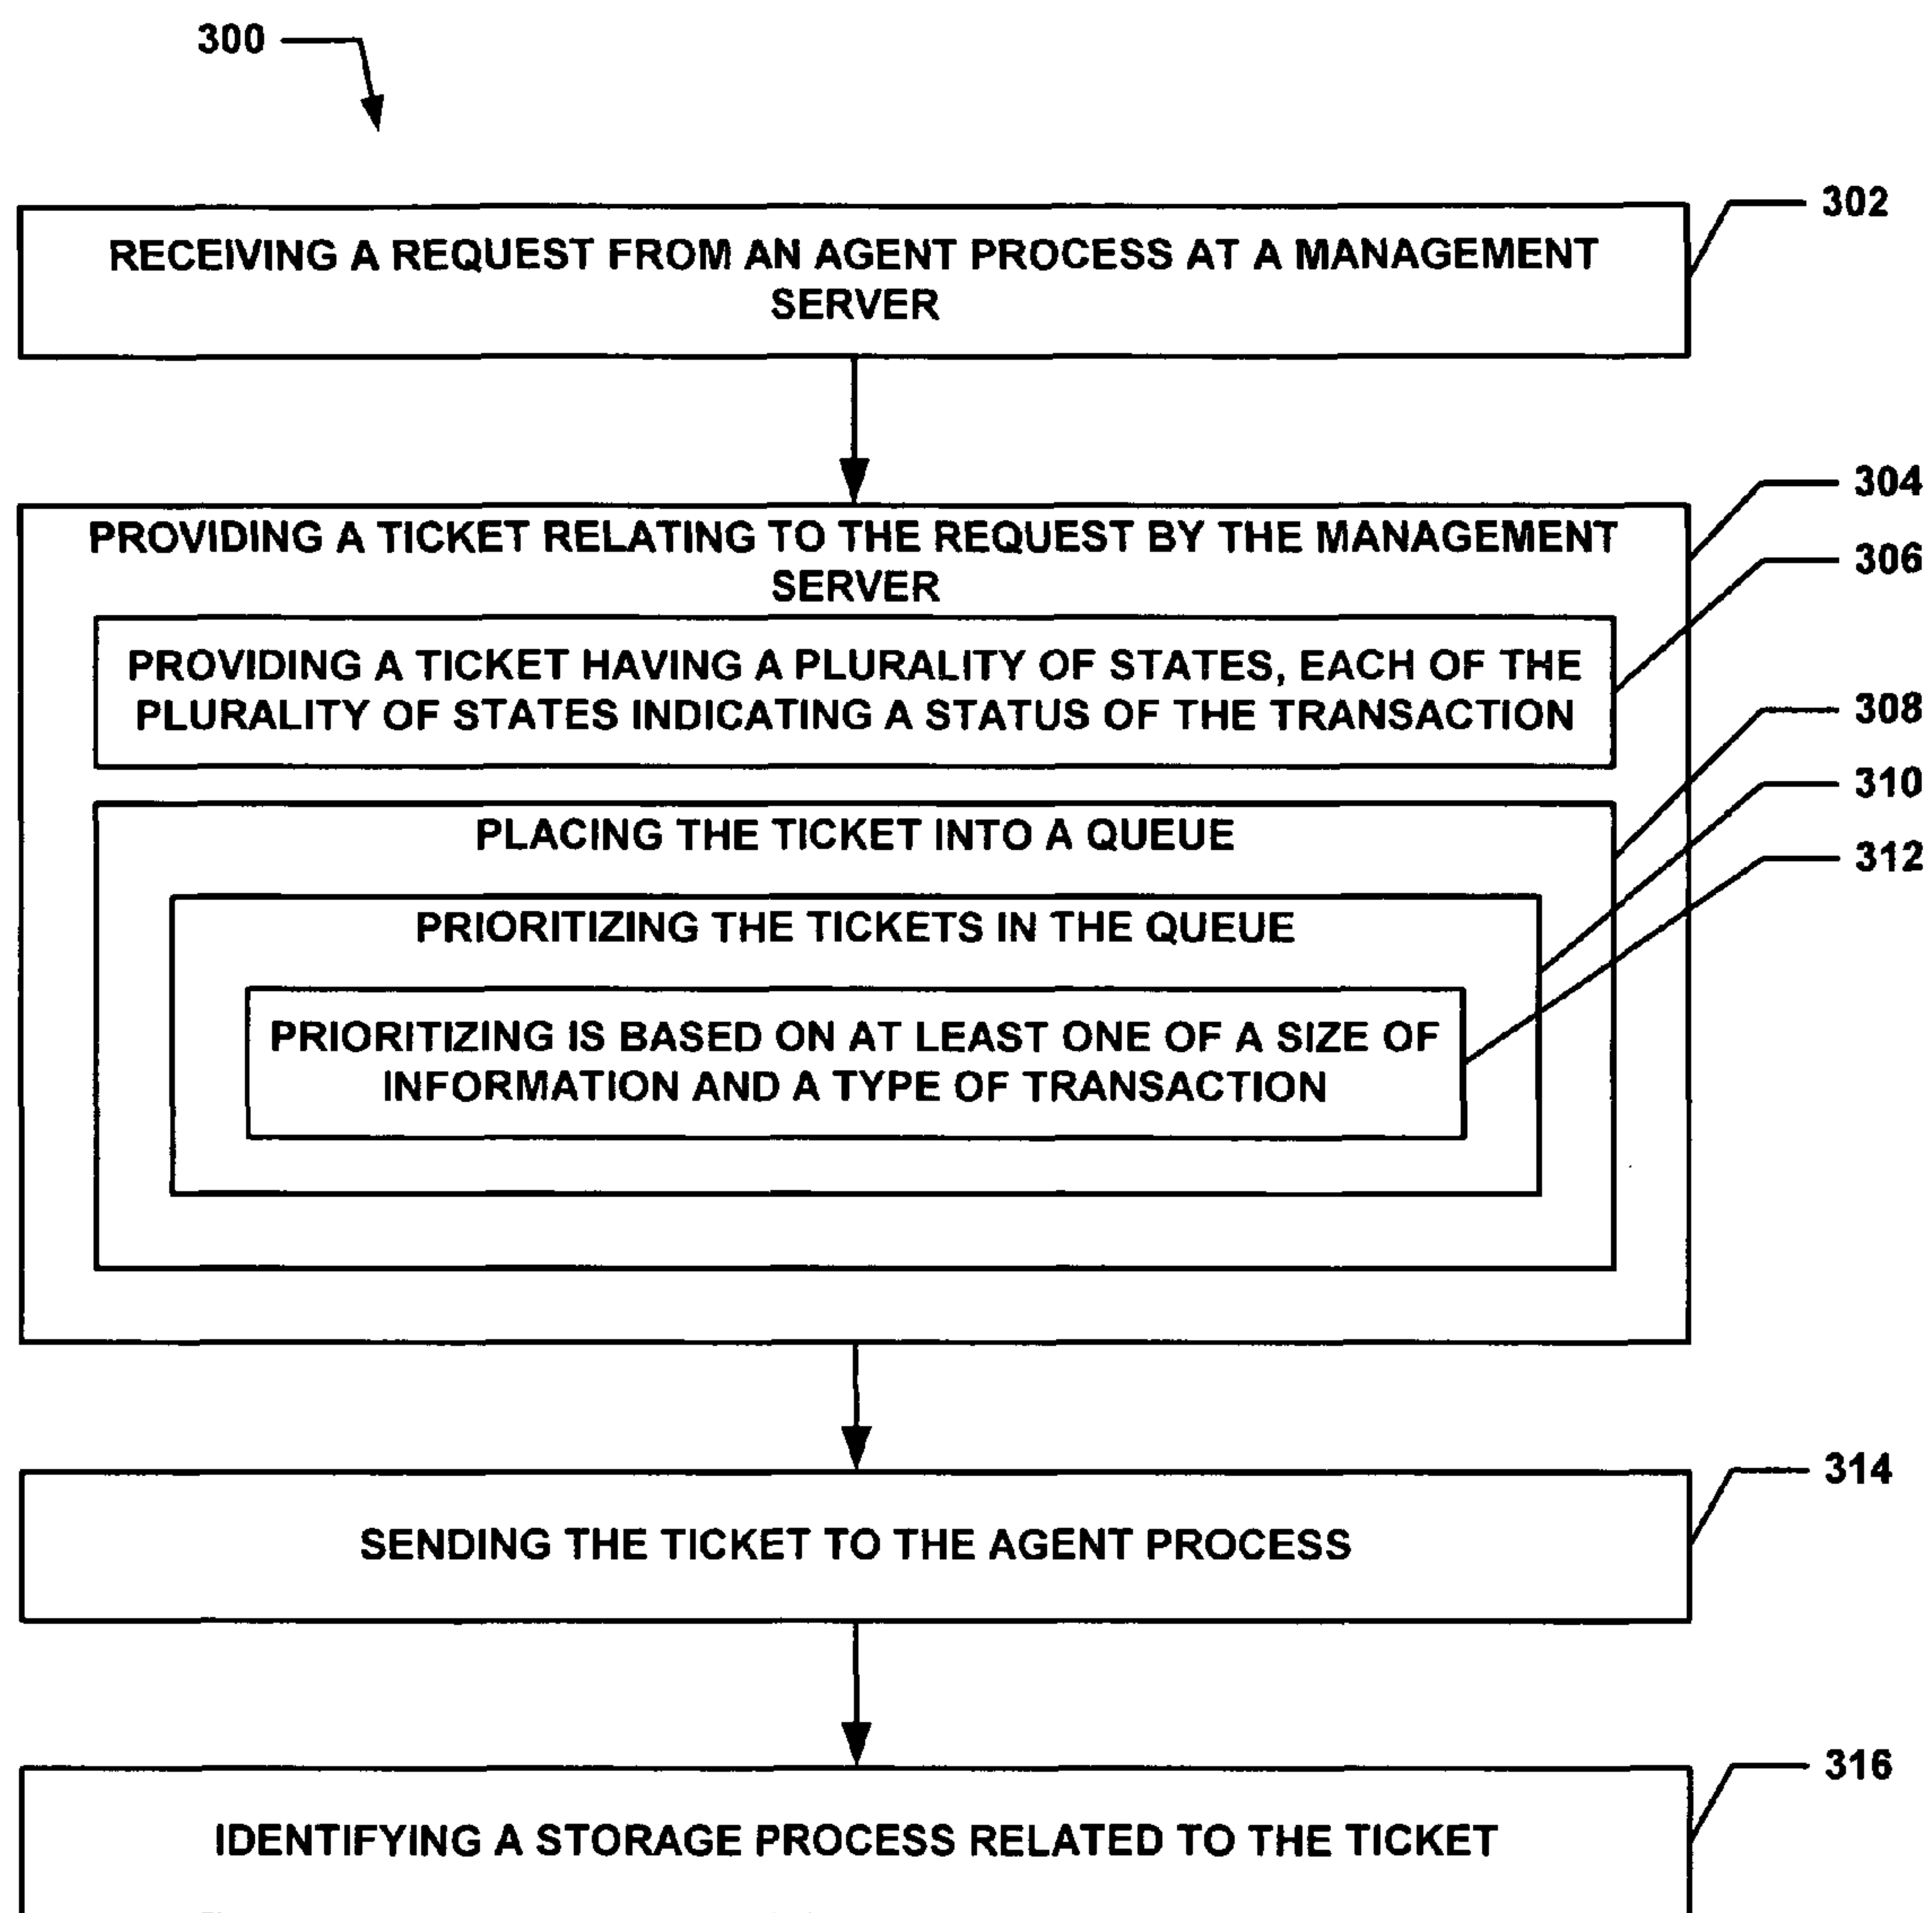 300
302
RECEIVING A REQUEST FROM AN AGENT PROCESS AT A MANAGEMENT
SERVER
304
PROVIDING A TICKET RELATING TO THE REQUEST BY THE MANAGEMENT
SERVER
306
PROVIDING A TICKET HAVING A PLURALITY OF STATES, EACH OF THE
PLURALITY OF STATES INDICATING A STATUS OF THE TRANSACTION
308
310
PLACING THE TICKET INTO A QUEUE
312
PRIORITIZING THE TICKETS IN THE QUEUE
PRIORITIZING IS BASED ON AT LEAST ONE OF A SIZE OF
INFORMATION AND A TYPE OF TRANSACTION
314
SENDING THE TICKET TO THE AGENT PROCESS
316
IDENTIFYING A STORAGE PROCESS RELATED TO THE TICKET